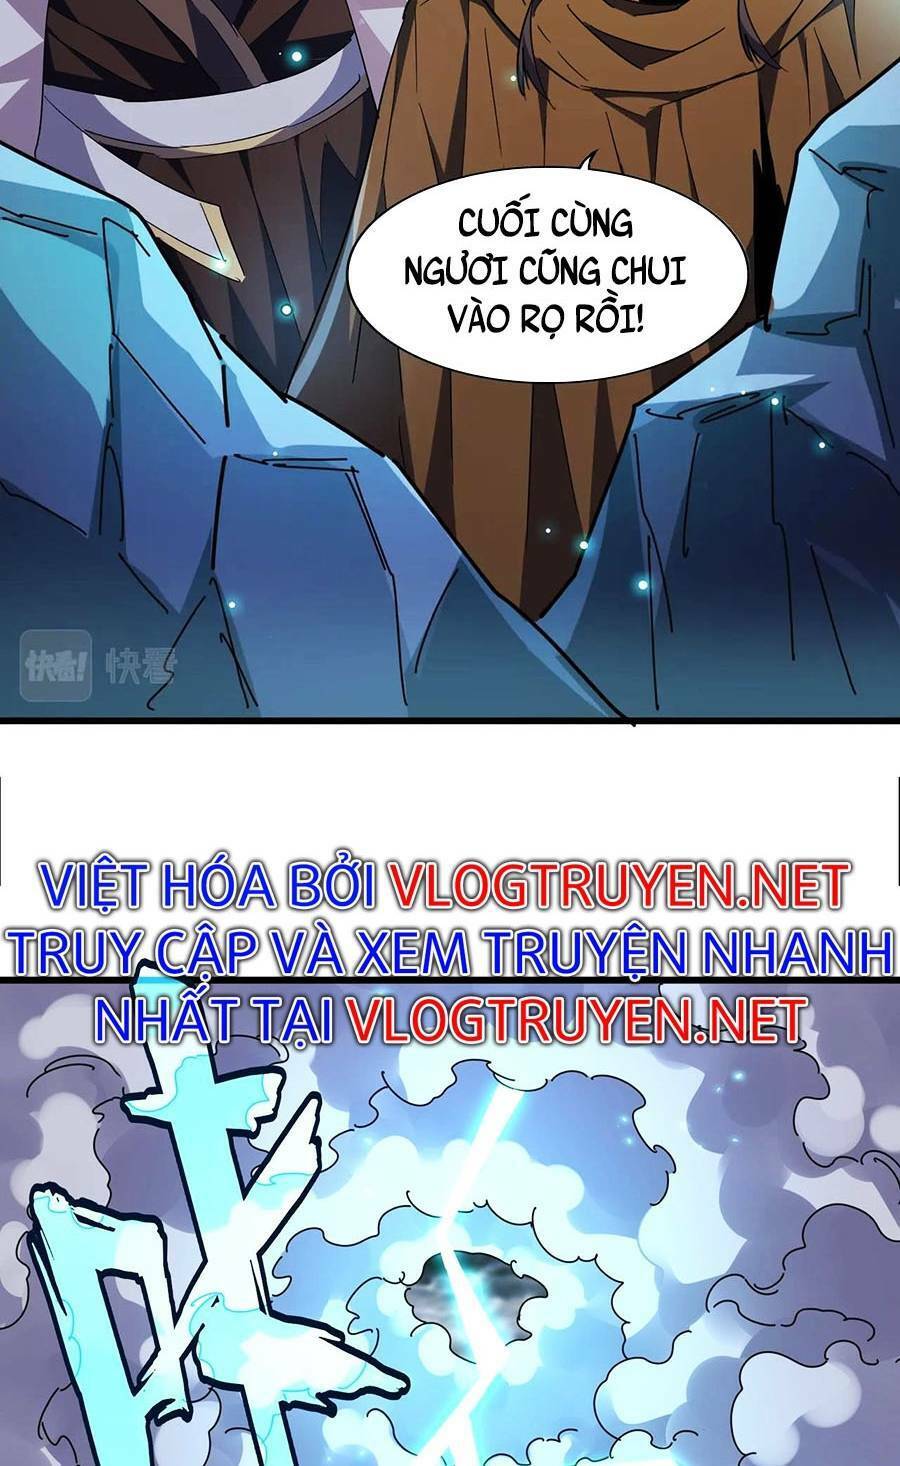 CUỐI CÙNG
NGƯƠI CŨNG CHUI
VÀO RỌ RỒI!
快看! 快看
VIỆT HÓA BỞI VLOGTRUYEN.NET
TRUY CẬP VÀ XEM TRUYỆN NHANH
NHẤT TẠI VLOGTRUYEN.NET